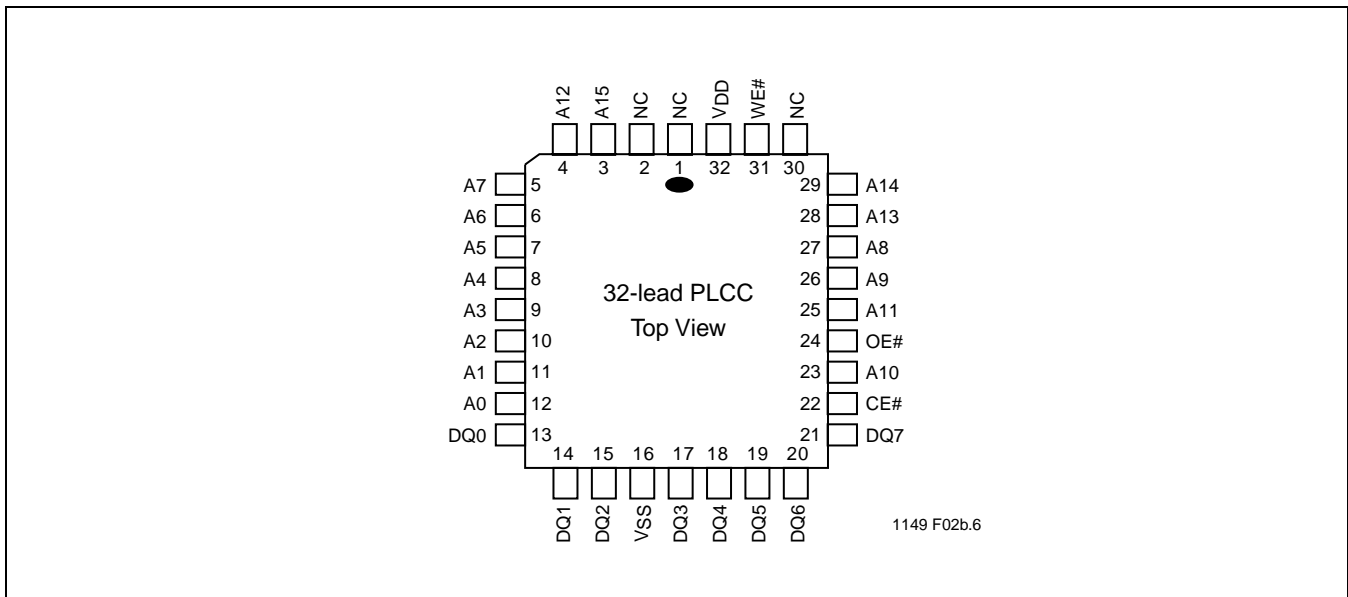 A12 A15 NC NC VDD WE# NC
4 3 2 1 32 31 30
A7 5 29 A14
A6 6 28 A13
A5 7 27 A8
A4 8 26 A9
A3 9 25 A11
A2 10 24 OE#
A1 11 23 A10
A0 12 22 CE#
DQ0 13 21 DQ7
32-lead PLCC
Top View
14 15 16 17 18 19 20
DQ1 DQ2 VSS DQ3 DQ4 DQ5 DQ6
1149 F02b.6